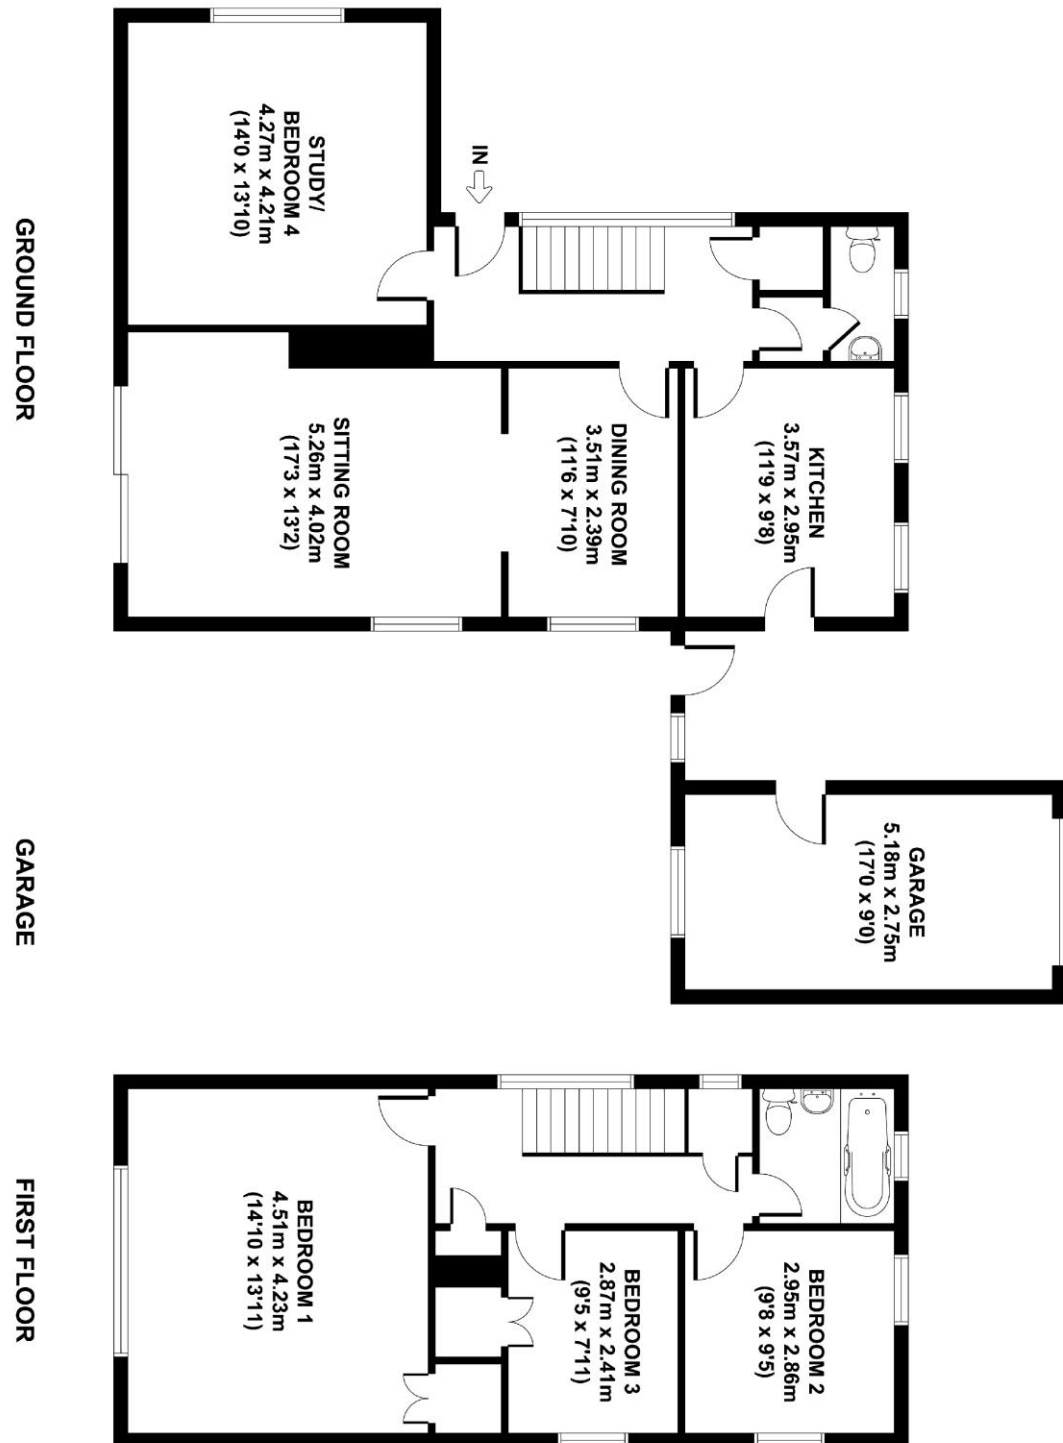 STUDY/
BEDROOM 4
4.27m x 4.21m
(14'0 x 13'10)
IN
SITTING ROOM
5.26m x 4.02m
(17'3 x 13'2)
DINING ROOM
3.51m x 2.39m
(11'6 x 7'10)
KITCHEN
3.57m x 2.95m
(11'9 x 9'8)
GROUND FLOOR
GARAGE
5.18m x 2.75m
(17'0 x 9'0)
GARAGE
BEDROOM 1
4.51m x 4.23m
(14'10 x 13'11)
BEDROOM 3
2.87m x 2.41m
(9'5 x 7'11)
BEDROOM 2
2.95m x 2.86m
(9'8 x 9'5)
FIRST FLOOR